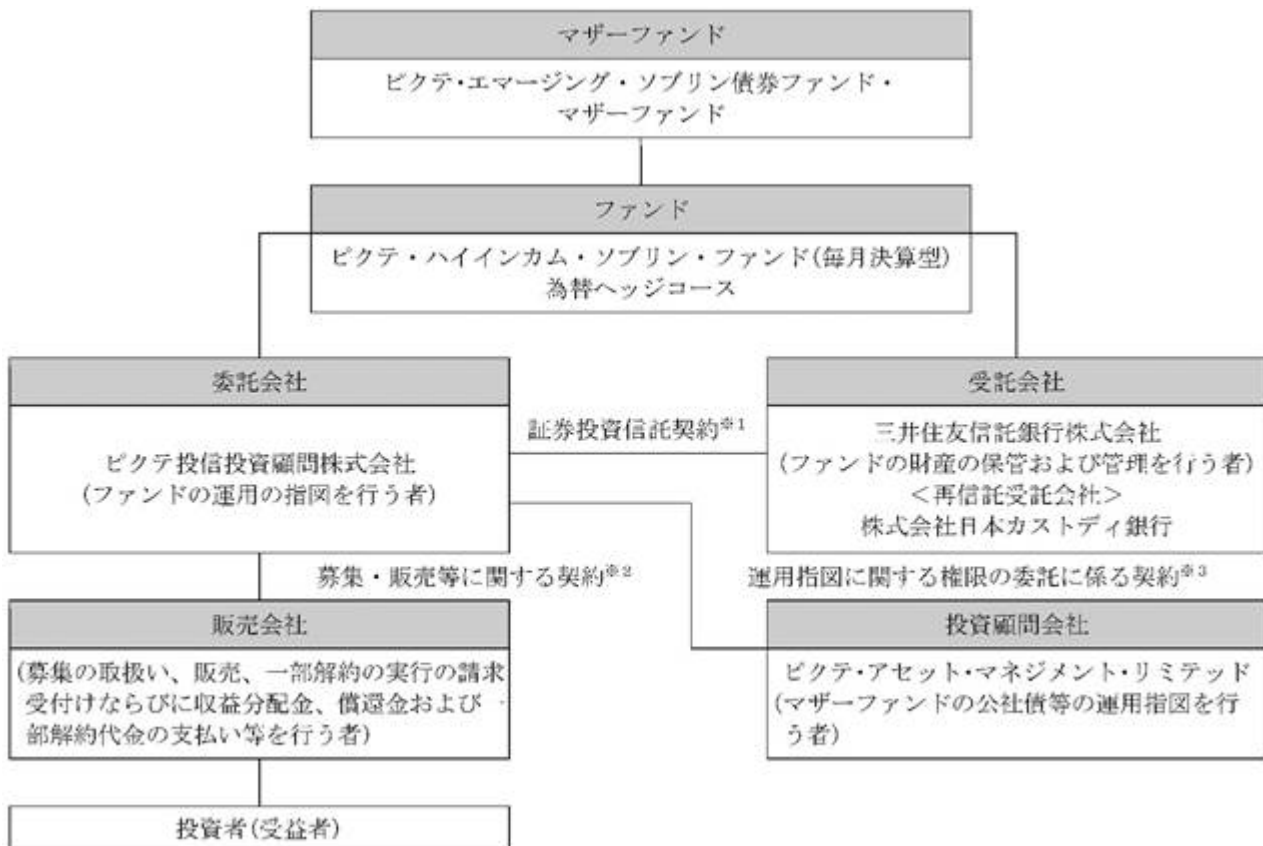 マザーファンド
ピクテ・エマージング・ソブリン債券ファンド・
マザーファンド
ファンド
ピクテ・ハイインカム・ソブリン・ファンド(毎月決算型)
為替ヘッジコース
委託会社
ピクテ投信投資顧問株式会社
(ファンドの運用の指図を行う者)
証券投資信託契約※1
受託会社
三井住友信託銀行株式会社
(ファンドの財産の保管および管理を行う者)
<再信託受託会社>
株式会社日本カストディ銀行
募集・販売等に関する契約※2
運用指図に関する権限の委託に係る契約※3
販売会社
(募集の取扱い、販売、一部解約の実行の請求
受付けならびに収益分配金、償還金および一
部解約代金の支払い等を行う者)
投資顧問会社
ピクテ・アセット・マネジメント・リミテッド
(マザーファンドの公社債等の運用指図を行
う者)
投資者(受益者)